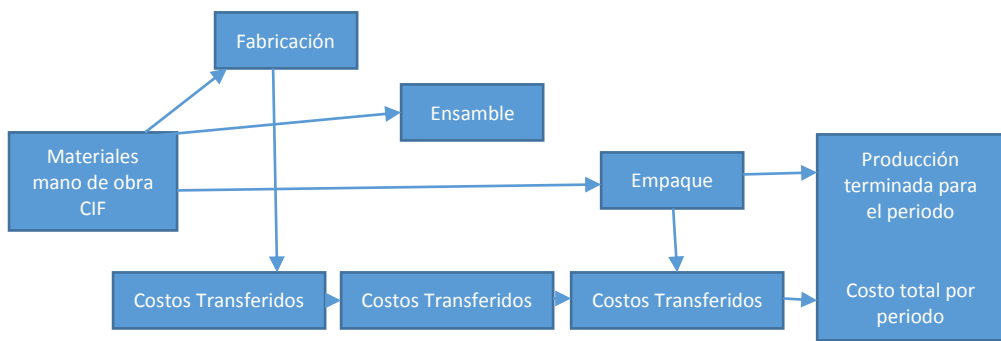 Fabricación
Ensamble
Materiales
mano de obra
CIF
Empaque
Producción
terminada para
el periodo
Costos Transferidos
Costos Transferidos
Costos Transferidos
Costo total por
periodo